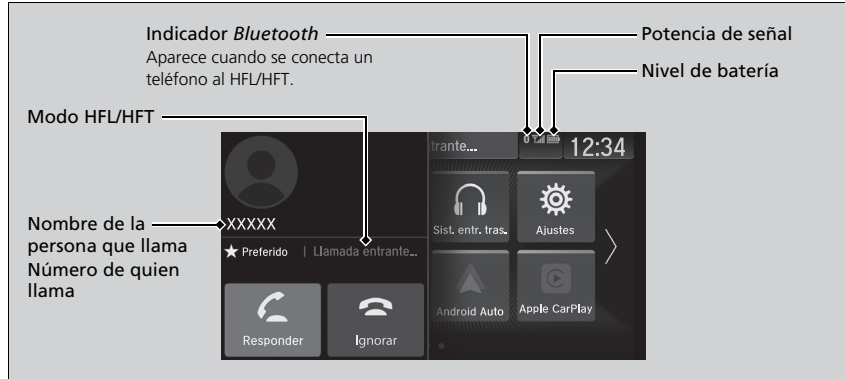 Indicador Bluetooth
Aparece cuando se conecta un
teléfono al HFL/HFT.
Potencia de señal
Nivel de batería
Modo HFL/HFT
Nombre de la
persona que llama
Número de quien
llama
trante...
12:34
XXXXX
★ Preferido | Llamada entrante...
Responder
Ignorar
Sist. entr. tras.
Ajustes
Android Auto
Apple CarPlay